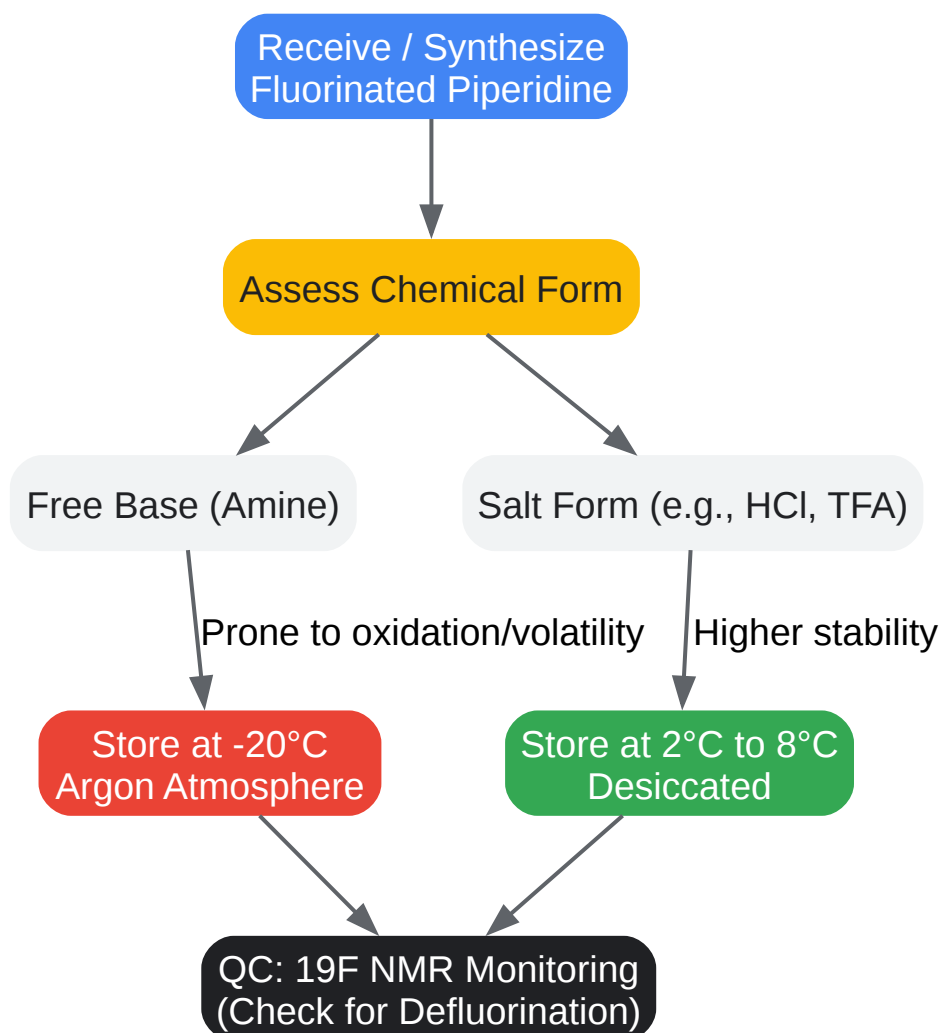 Receive / Synthesize
Fluorinated Piperidine
Assess Chemical Form
Free Base (Amine)
Salt Form (e.g., HCl, TFA)
Prone to oxidation/volatility
Higher stability
Store at -20°C
Argon Atmosphere
Store at 2°C to 8°C
Desiccated
QC: 19F NMR Monitoring
(Check for Defluorination)